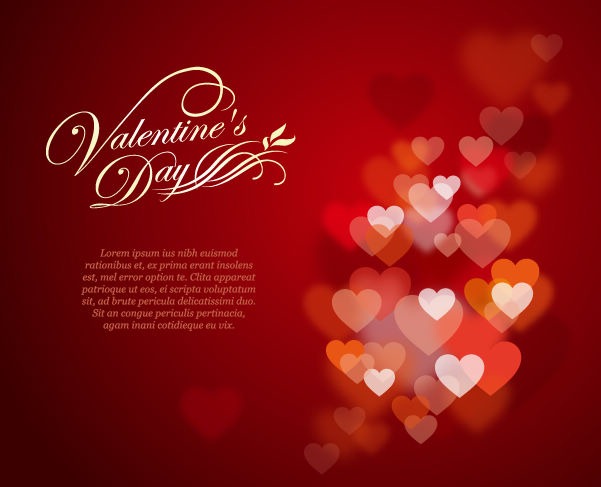 Valentine's
Day
Lorem ipsum ius nibh euismod
rationibus et, ex prima erant insolens
est, mel error option te. Clita appareat
patrioque ut eos, ei scripta voluptatum
sit, ad brute pericula delicatissimi duo.
Sit an congue periculis pertinacia,
agam inani cotidieque eu vix.